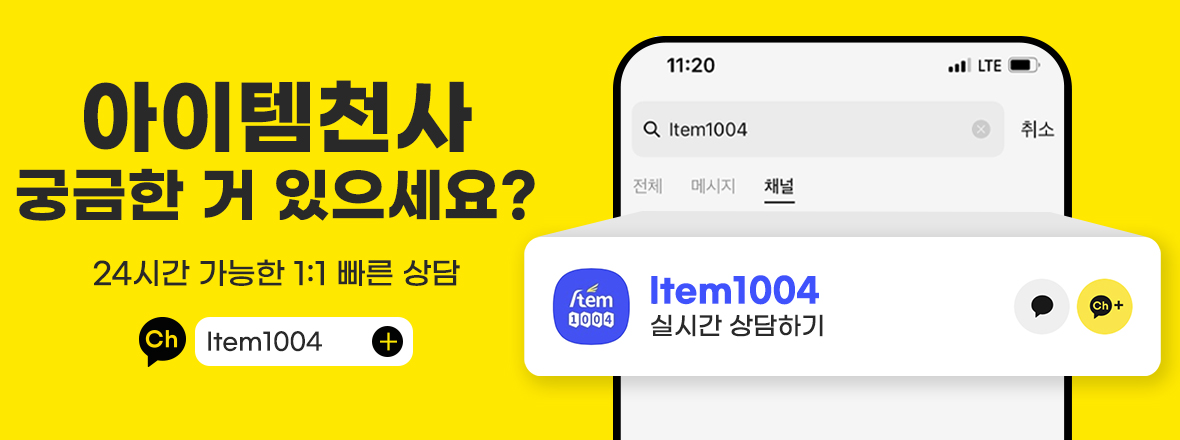 아이템천사
궁금한 거 있으세요?
24시간 가능한 1:1 빠른 상담
Ch Item1004 +
11:20 LTE
Item1004 취소
전체 메시지 채널
Item 1004
Item1004
실시간 상담하기
Ch+